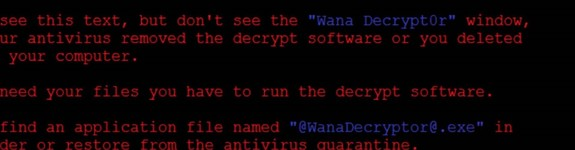 see this text, but don't see the "Wana Decrypt0r" window,
ur antivirus removed the decrypt software or you deleted
your computer.
need your files you have to run the decrypt software.
find an application file named "@WanaDecryptor@.exe" in
der or restore from the antivirus quarantine.